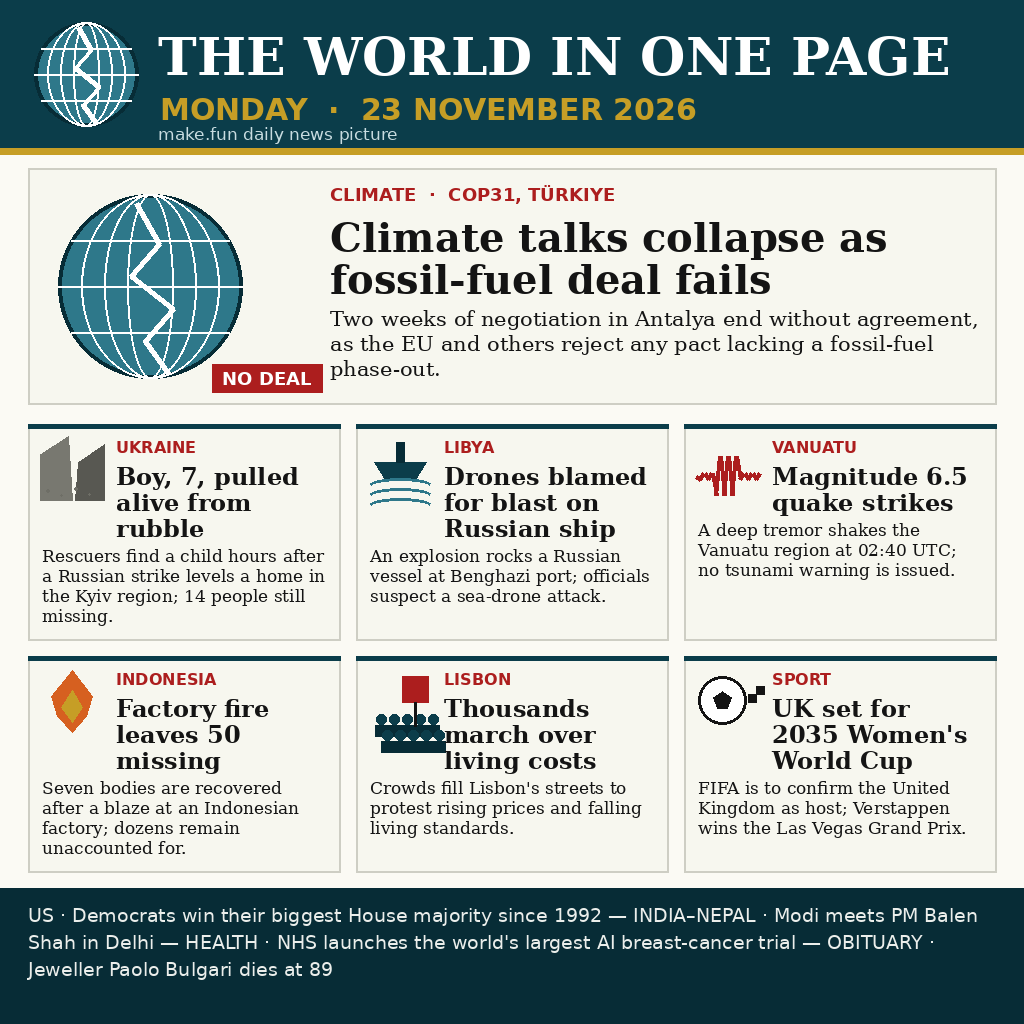 THE WORLD IN ONE PAGE
MONDAY · 23 NOVEMBER 2026
make.fun daily news picture
CLIMATE · COP31, TÜRKIYE
Climate talks collapse as
fossil-fuel deal fails
Two weeks of negotiation in Antalya end without agreement,
as the EU and others reject any pact lacking a fossil-fuel
phase-out.
NO DEAL
UKRAINE
Boy, 7, pulled
alive from
rubble
Rescuers find a child hours after
a Russian strike levels a home in
the Kyiv region; 14 people still
missing.
LIBYA
Drones blamed
for blast on
Russian ship
An explosion rocks a Russian
vessel at Benghazi port; officials
suspect a sea-drone attack.
VANUATU
Magnitude 6.5
quake strikes
A deep tremor shakes the
Vanuatu region at 02:40 UTC;
no tsunami warning is issued.
INDONESIA
Factory fire
leaves 50
missing
Seven bodies are recovered
after a blaze at an Indonesian
factory; dozens remain
unaccounted for.
LISBON
Thousands
march over
living costs
Crowds fill Lisbon's streets to
protest rising prices and falling
living standards.
SPORT
UK set for
2035 Women's
World Cup
FIFA is to confirm the United
Kingdom as host; Verstappen
wins the Las Vegas Grand Prix.
US · Democrats win their biggest House majority since 1992 — INDIA–NEPAL · Modi meets PM Balen
Shah in Delhi — HEALTH · NHS launches the world's largest AI breast-cancer trial — OBITUARY ·
Jeweller Paolo Bulgari dies at 89